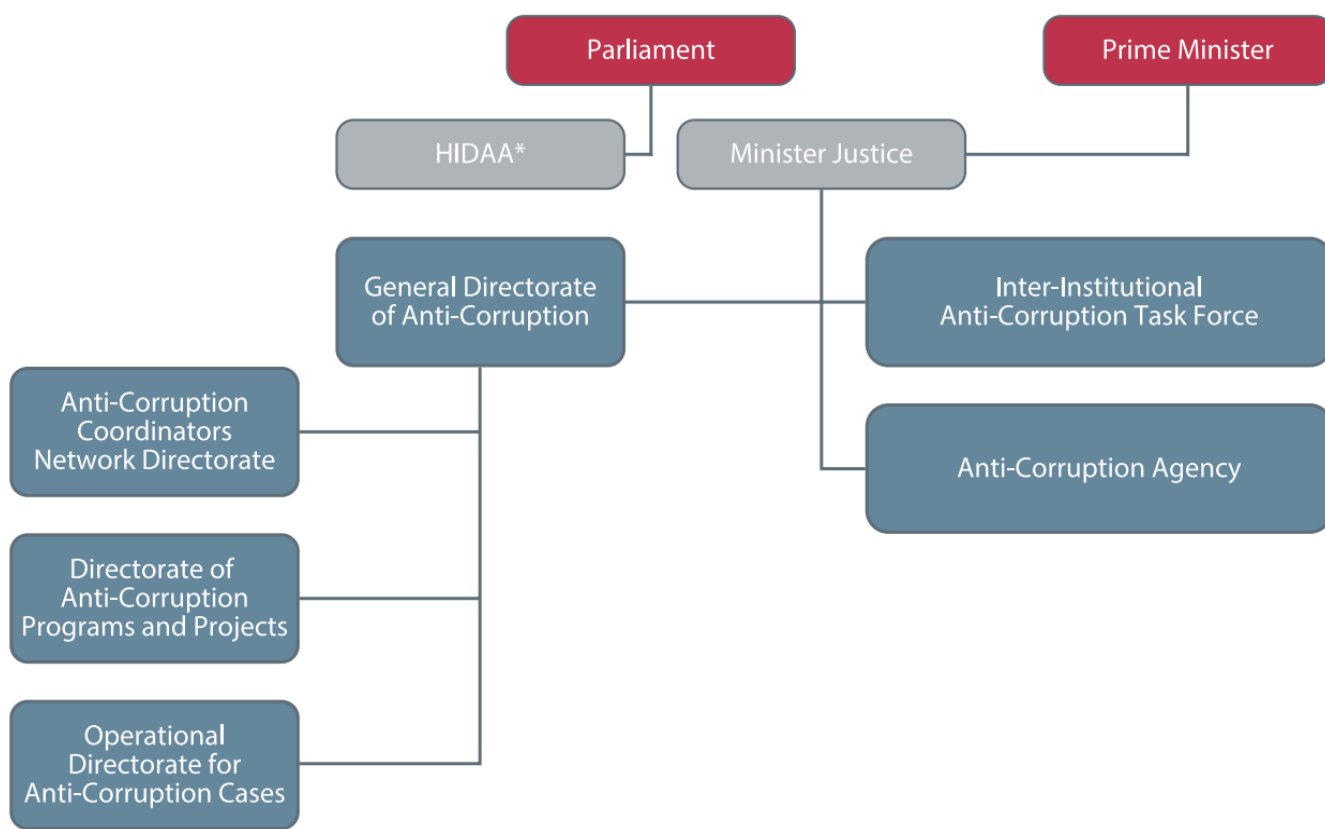 Parliament
Prime Minister
HIDAA*
Minister Justice
General Directorate
of Anti-Corruption
Inter-Institutional
Anti-Corruption Task Force
Anti-Corruption
Coordinators
Network Directorate
Anti-Corruption Agency
Directorate of
Anti-Corruption
Programs and Projects
Operational
Directorate for
Anti-Corruption Cases